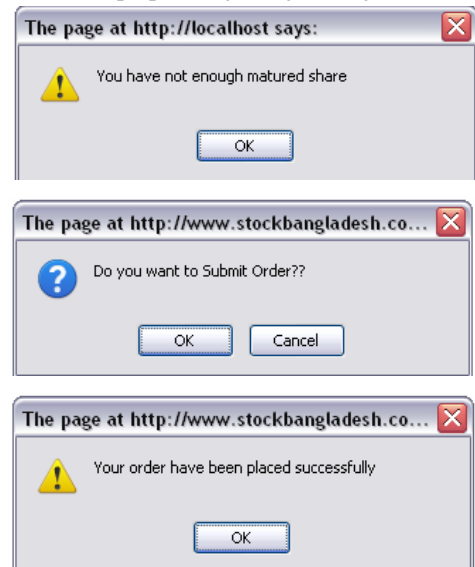 The page at http://localhost says:
You have not enough matured share
OK
The page at http://www.stockbangladesh.co...
Do you want to Submit Order??
OK Cancel
The page at http://www.stockbangladesh.co...
Your order have been placed successfully
OK